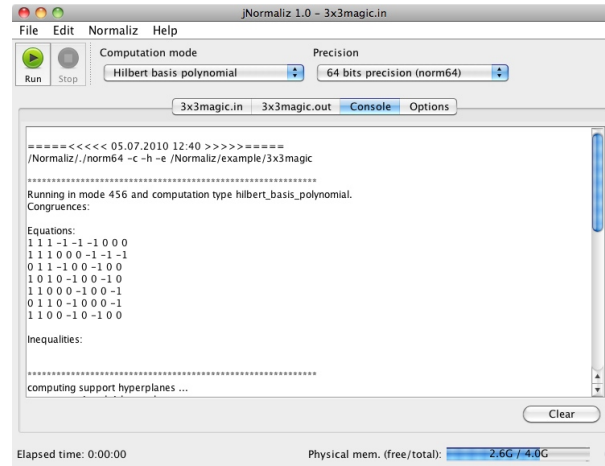 jNormaliz 1.0 – 3x3magic.in
File Edit Normaliz Help
Computation mode Precision
Run Stop Hilbert basis polynomial 64 bits precision (norm64)
3x3magic.in 3x3magic.out Console Options
=====<<<<< 05.07.2010 12:40 >>>>>=====
/Normaliz/./norm64 -c -h -e /Normaliz/example/3x3magic
************************************************************
Running in mode 456 and computation type hilbert_basis_polynomial.
Congruences:
Equations:
1 1 1 -1 -1 -1 0 0 0
1 1 1 0 0 0 -1 -1 -1
0 1 1 -1 0 0 -1 0 0
1 0 1 0 -1 0 0 -1 0
1 1 0 0 0 -1 0 0 -1
0 1 1 0 -1 0 0 0 -1
1 1 0 0 -1 0 -1 0 0
Inequalities:
************************************************************
computing support hyperplanes ...
Clear
Elapsed time: 0:00:00 Physical mem. (free/total): 2.6G / 4.0G